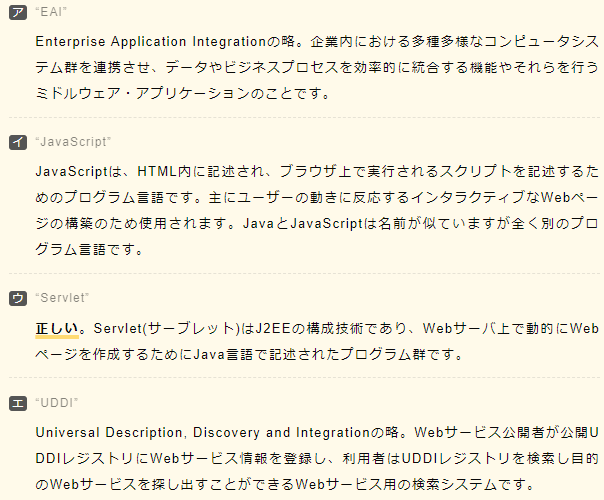 ア “EAI”
Enterprise Application Integrationの略。企業内における多種多様なコンピュータシス
テム群を連携させ、データやビジネスプロセスを効率的に統合する機能やそれらを行う
ミドルウェア・アプリケーションのことです。
イ “JavaScript”
JavaScriptは、HTML内に記述され、ブラウザ上で実行されるスクリプトを記述するた
めのプログラム言語です。主にユーザーの動きに反応するインタラクティブなWebペー
ジの構築のため使用されます。JavaとJavaScriptは名前が似ていますが全く別のプロ
グラム言語です。
ウ “Servlet”
正しい。Servlet(サーブレット)はJ2EEの構成技術であり、Webサーバ上で動的にWeb
ページを作成するためにJava言語で記述されたプログラム群です。
エ “UDDI”
Universal Description, Discovery and Integrationの略。Webサービス公開者が公開U
DDIレジストリにWebサービス情報を登録し、利用者はUDDIレジストリを検索し目的
のWebサービスを探し出すことができるWebサービス用の検索システムです。